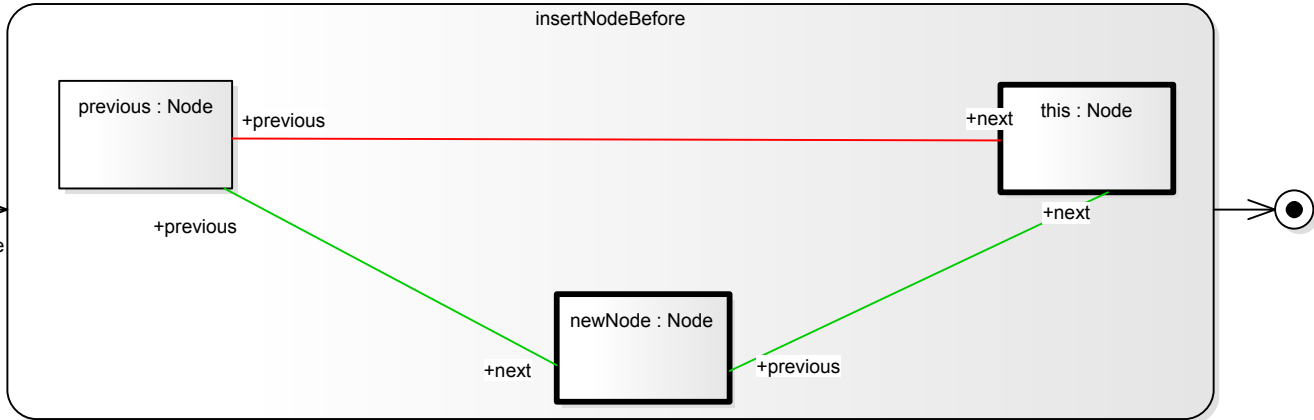 insertNodeBefore
previous : Node
this : Node
+previous
+next
+previous
+next
e
newNode : Node
+next
+previous